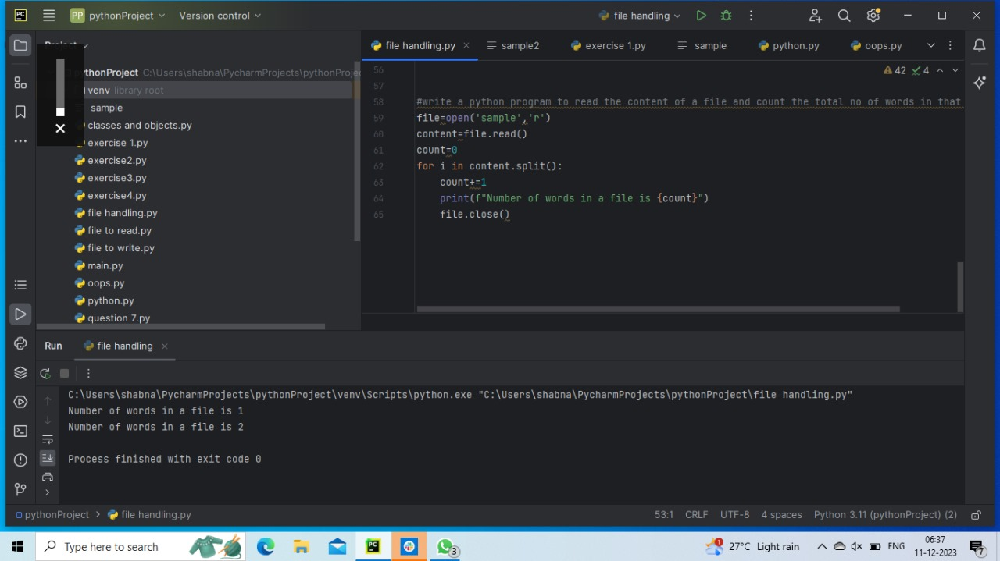 PC
PP pythonProject
Version control
file handling
Project
file handling.py
sample2
exercise 1.py
sample
python.py
oops.py
pythonProject C:\Users\shabna\PycharmProjects\pythonProjec
venv library root
sample
classes and objects.py
exercise 1.py
exercise2.py
exercise3.py
exercise4.py
file handling.py
file to read.py
file to write.py
main.py
oops.py
python.py
question 7.py
42 4
56
57
58 #write a python program to read the content of a file and count the total no of words in that
59 file=open('sample','r')
60 content=file.read()
61 count=0
62 for i in content.split():
63 count+=1
64 print(f"Number of words in a file is {count}")
65 file.close()
Run
file handling
C:\Users\shabna\PycharmProjects\pythonProject\venv\Scripts\python.exe "C:\Users\shabna\PycharmProjects\pythonProject\file handling.py"
Number of words in a file is 1
Number of words in a file is 2
Process finished with exit code 0
pythonProject > file handling.py
53:1 CRLF UTF-8 4 spaces Python 3.11 (pythonProject) (2)
Type here to search
PC
3
1
27°C Light rain
ENG
06:37
11-12-2023
7